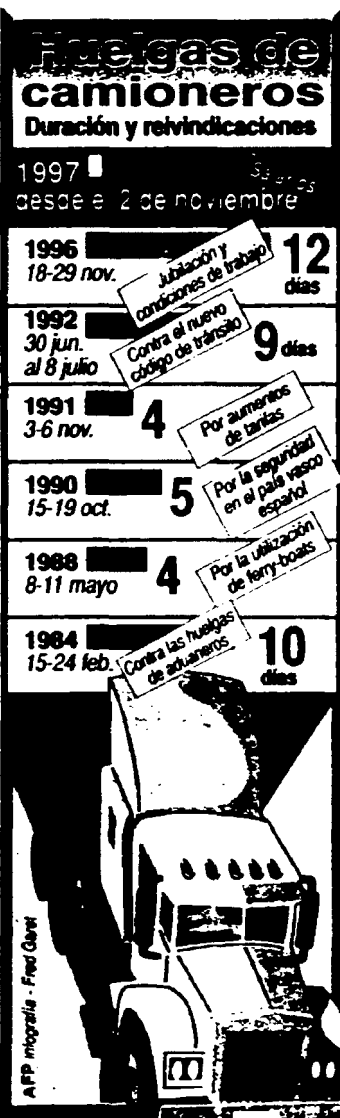 Huelgas de
camioneros
Duración y reivindicaciones
1997
Salarios
desde el 2 de noviembre
1996
18-29 nov.
Jubilación y
condiciones de trabajo
12
días
1992
30 jun.
al 8 julio
Contra el nuevo
código de tránsito
9 días
1991
3-6 nov.
4
Por aumentos
de tarifas
1990
15-19 oct.
5
Por la seguridad
en el país vasco
español
1988
8-11 mayo
4
Por la utilización
de ferry-boats
1984
15-24 feb.
Contra las huelgas
de aduaneros
10
días
AFP infografía - Fred Garet